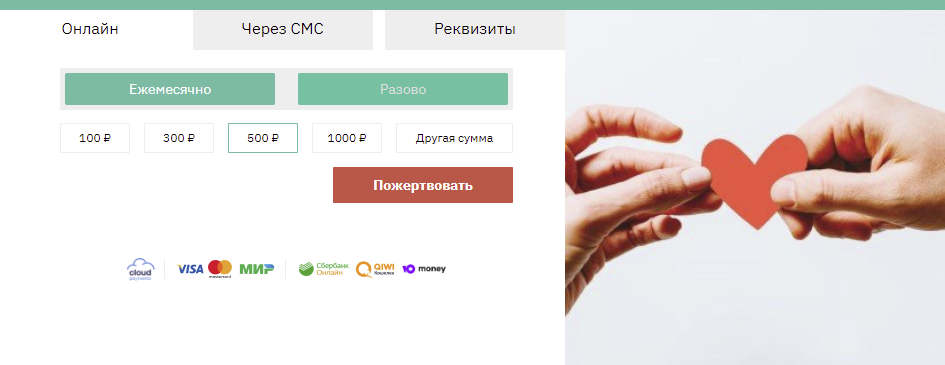 Онлайн
Через СМС
Реквизиты
Ежемесячно
Разово
100 ₽
300 ₽
500 ₽
1000 ₽
Другая сумма
Пожертвовать
cloud
payments
VISA
mastercard
МИР
Сбербанк
Онлайн
QIWI
Кошелек
Ю money